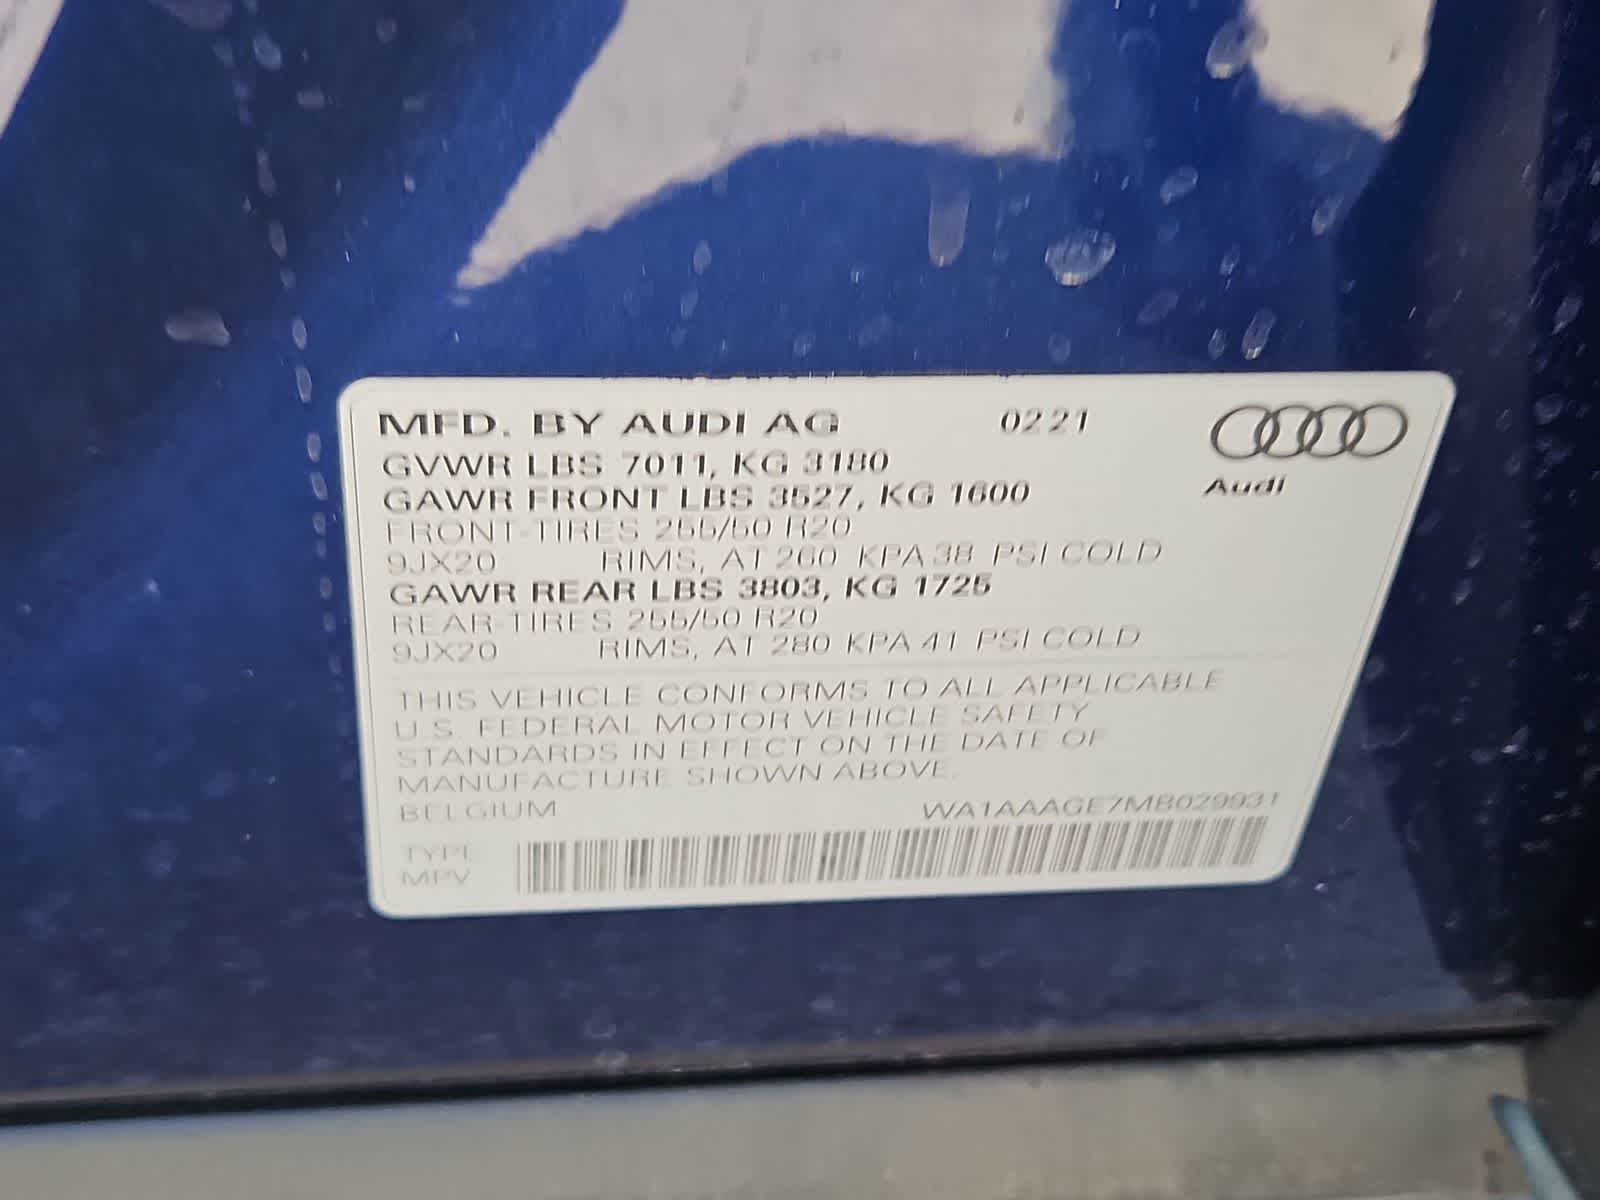 MFD. BY AUDI AG 02 21
GVWR LBS 7011, KG 3180
GAWR FRONT LBS 3527, KG 1600
Audi
FRONT-TIRES 255/50 R20
9JX20 RIMS, AT 260 KPA 38 PSI COLD
GAWR REAR LBS 3803, KG 1725
REAR-TIRES 255/50 R20
9JX20 RIMS, AT 280 KPA 41 PSI COLD
THIS VEHICLE CONFORMS TO ALL APPLICABLE
U.S. FEDERAL MOTOR VEHICLE SAFETY
STANDARDS IN EFFECT ON THE DATE OF
MANUFACTURE SHOWN ABOVE.
BELGIUM WA1AAAGE7MB029931
TYPE
MPV